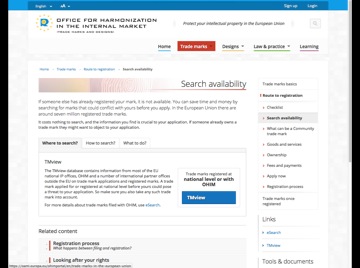 English
AA
Sign up
Login
OFFICE FOR HARMONIZATION
IN THE INTERNAL MARKET
(TRADE MARKS AND DESIGNS)
Protect your intellectual property in the European Union
Home
Trade marks
Designs
Law & practice
Learning
Home
Trade marks
Route to registration
Search availability
Search availability
If someone else has already registered your mark, it is not available. You can save time and money by
searching for marks that could conflict with yours before you apply. In the European Union there are
around seven million registered trade marks.
It costs nothing to search, and the information you find is crucial to your application. If someone already owns a
trade mark they might want to object to your application.
Where to search?
How to search?
What to do?
TMview
The TMview database contains information from most of the EU
national IP offices, OHIM and a number of international partner offices
outside the EU on trade mark applications and registered marks. A trade
mark applied for or registered at national level before yours could pose
a threat to your application. So make sure you also take any such trade
mark into account.
For more details about trade marks filed with OHIM, use eSearch.
Trade marks registered at
national level or with
OHIM
TMview
Related content
Registration process
What happens between filing and registration?
Looking after your rights
Trade marks basics
Route to registration
Checklist
Search availability
What can be a Community
trade mark
Goods and services
Ownership
Fees and payments
Apply now
Registration process
Trade marks once
registered
Links
eSearch
TMview
Tools & documents